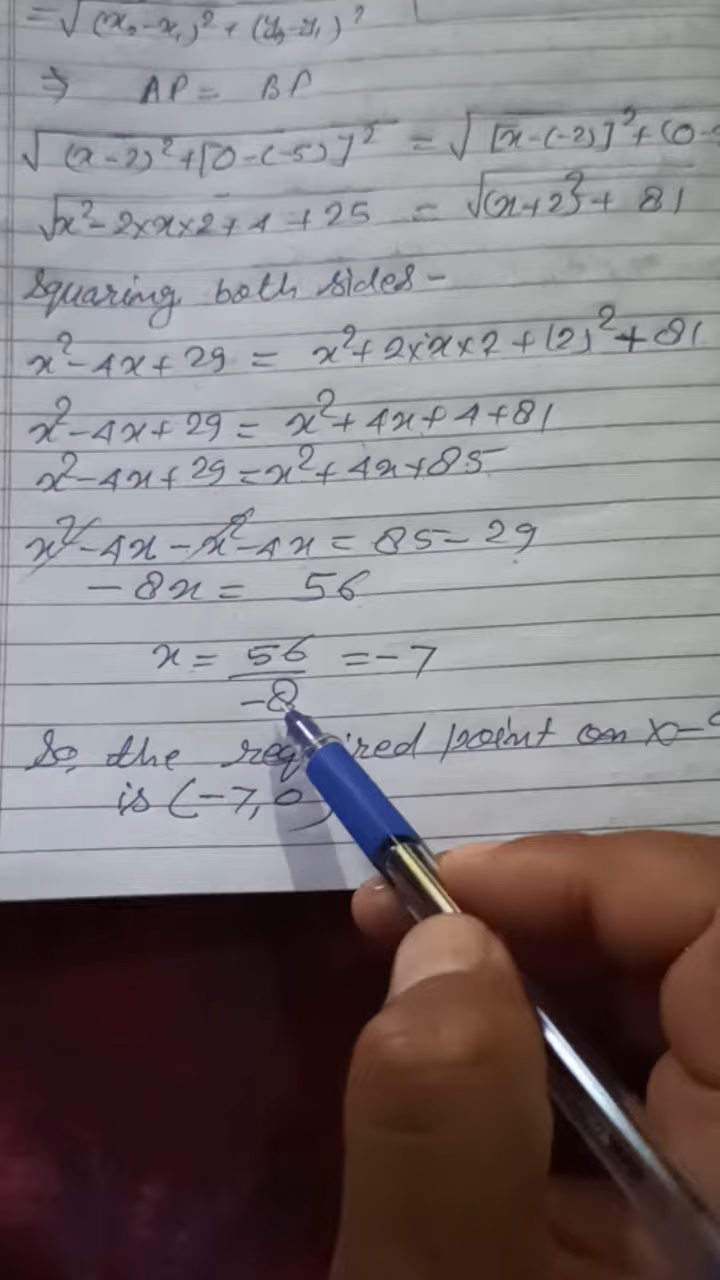 =√(x₂-x₁)² + (y₂-y₁)²
⇒ AP = BP
√(x-2)²+[0-(-5)]² = √[x-(-2)]²+(0-
√x²-2×x×2+4+25 = √(x+2)²+ 81
Squaring both sides-
x²-4x+29 = x²+2×x×2+(2)²+81
x²-4x+29 = x²+4x+4+81
x²-4x+29=x²+4x+85
x²-4x-x²-4x = 85-29
-8x = 56
x = 56/-8 =-7
So, the required point on x-
is (-7,0)